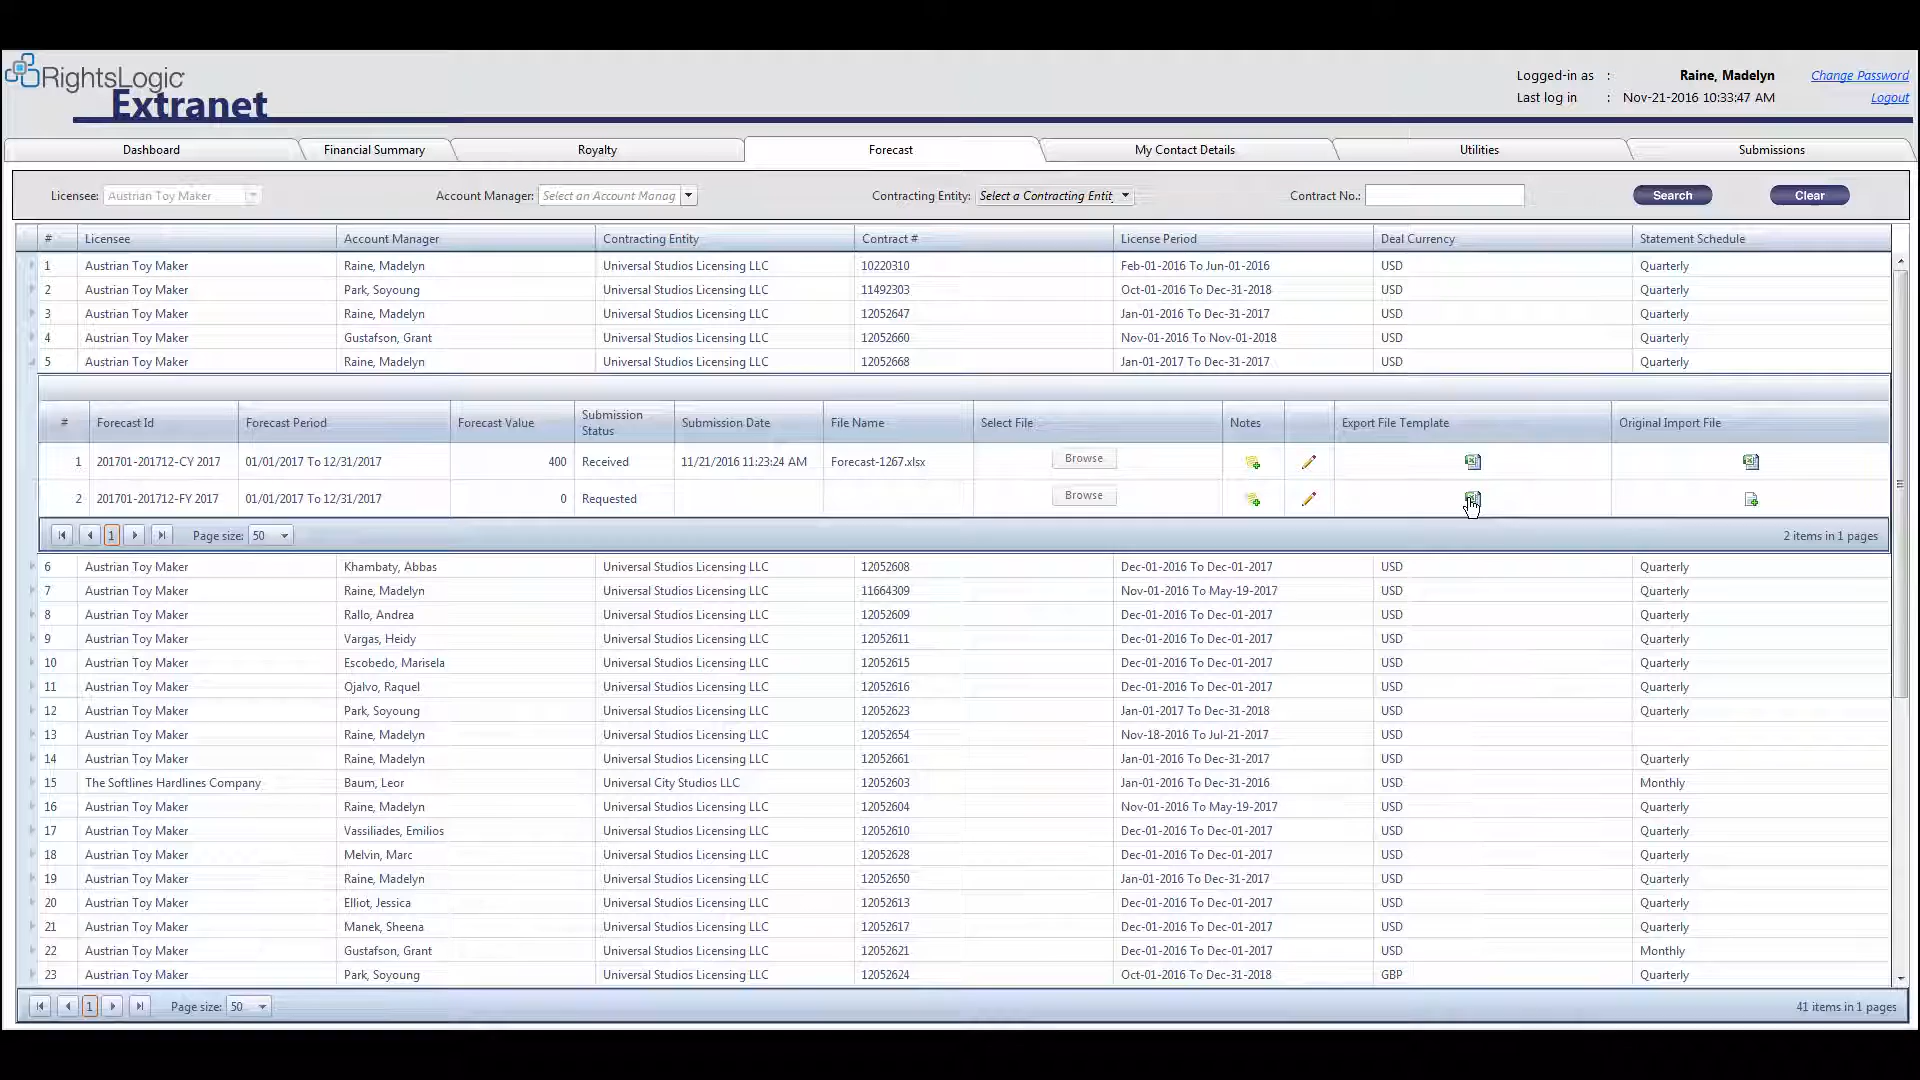 RightsLogic
Extranet
Logged-in as : Raine, Madelyn Change Password
Last log in : Nov-21-2016 10:33:47 AM Logout
Dashboard Financial Summary Royalty Forecast My Contact Details Utilities Submissions
Licensee: Austrian Toy Maker Account Manager: Select an Account Manag Contracting Entity: Select a Contracting Entit Contract No.: Search Clear
# Licensee Account Manager Contracting Entity Contract # License Period Deal Currency Statement Schedule
1 Austrian Toy Maker Raine, Madelyn Universal Studios Licensing LLC 10220310 Feb-01-2016 To Jun-01-2016 USD Quarterly
2 Austrian Toy Maker Park, Soyoung Universal Studios Licensing LLC 11492303 Oct-01-2016 To Dec-31-2018 USD Quarterly
3 Austrian Toy Maker Raine, Madelyn Universal Studios Licensing LLC 12052647 Jan-01-2016 To Dec-31-2017 USD Quarterly
4 Austrian Toy Maker Gustafson, Grant Universal Studios Licensing LLC 12052660 Nov-01-2016 To Nov-01-2018 USD Quarterly
5 Austrian Toy Maker Raine, Madelyn Universal Studios Licensing LLC 12052668 Jan-01-2017 To Dec-31-2017 USD Quarterly
# Forecast Id Forecast Period Forecast Value Submission Status Submission Date File Name Select File Notes Export File Template Original Import File
1 201701-201712-CY 2017 01/01/2017 To 12/31/2017 400 Received 11/21/2016 11:23:24 AM Forecast-1267.xlsx Browse
2 201701-201712-FY 2017 01/01/2017 To 12/31/2017 0 Requested Browse
1 Page size: 50 2 items in 1 pages
6 Austrian Toy Maker Khambaty, Abbas Universal Studios Licensing LLC 12052608 Dec-01-2016 To Dec-01-2017 USD Quarterly
7 Austrian Toy Maker Raine, Madelyn Universal Studios Licensing LLC 11664309 Nov-01-2016 To May-19-2017 USD Quarterly
8 Austrian Toy Maker Rallo, Andrea Universal Studios Licensing LLC 12052609 Dec-01-2016 To Dec-01-2017 USD Quarterly
9 Austrian Toy Maker Vargas, Heidy Universal Studios Licensing LLC 12052611 Dec-01-2016 To Dec-01-2017 USD Quarterly
10 Austrian Toy Maker Escobedo, Marisela Universal Studios Licensing LLC 12052615 Dec-01-2016 To Dec-01-2017 USD Quarterly
11 Austrian Toy Maker Ojalvo, Raquel Universal Studios Licensing LLC 12052616 Dec-01-2016 To Dec-01-2017 USD Quarterly
12 Austrian Toy Maker Park, Soyoung Universal Studios Licensing LLC 12052623 Jan-01-2017 To Dec-31-2018 USD Quarterly
13 Austrian Toy Maker Raine, Madelyn Universal Studios Licensing LLC 12052654 Nov-18-2016 To Jul-21-2017 USD
14 Austrian Toy Maker Raine, Madelyn Universal Studios Licensing LLC 12052661 Jan-01-2016 To Dec-31-2017 USD Quarterly
15 The Softlines Hardlines Company Baum, Leor Universal City Studios LLC 12052603 Jan-01-2016 To Dec-31-2016 USD Monthly
16 Austrian Toy Maker Raine, Madelyn Universal Studios Licensing LLC 12052604 Nov-01-2016 To May-19-2017 USD Quarterly
17 Austrian Toy Maker Vassiliades, Emilios Universal Studios Licensing LLC 12052610 Dec-01-2016 To Dec-01-2017 USD Quarterly
18 Austrian Toy Maker Melvin, Marc Universal Studios Licensing LLC 12052628 Dec-01-2016 To Dec-01-2017 USD Quarterly
19 Austrian Toy Maker Raine, Madelyn Universal Studios Licensing LLC 12052650 Jan-01-2016 To Dec-31-2017 USD Quarterly
20 Austrian Toy Maker Elliot, Jessica Universal Studios Licensing LLC 12052613 Dec-01-2016 To Dec-01-2017 USD Quarterly
21 Austrian Toy Maker Manek, Sheena Universal Studios Licensing LLC 12052617 Dec-01-2016 To Dec-01-2017 USD Quarterly
22 Austrian Toy Maker Gustafson, Grant Universal Studios Licensing LLC 12052621 Dec-01-2016 To Dec-01-2017 USD Monthly
23 Austrian Toy Maker Park, Soyoung Universal Studios Licensing LLC 12052624 Oct-01-2016 To Dec-31-2018 GBP Quarterly
1 Page size: 50 41 items in 1 pages